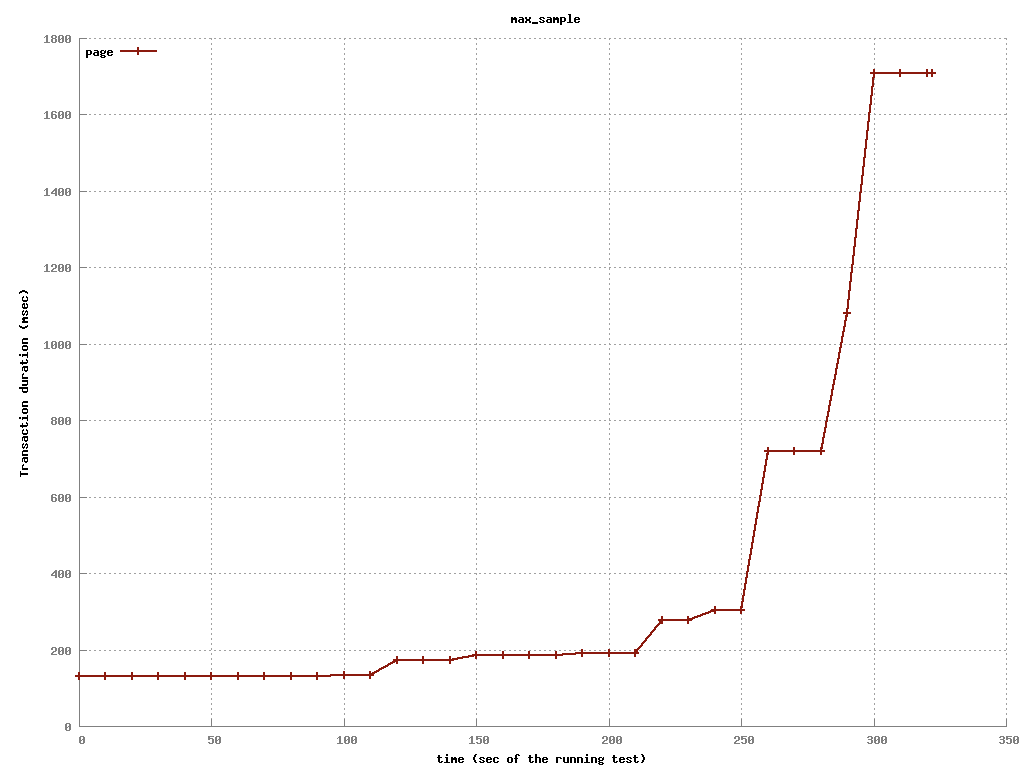 max_sample
page
1800
1600
1400
1200
1000
800
600
400
200
0
Transaction duration (msec)
0 50 100 150 200 250 300 350
time (sec of the running test)